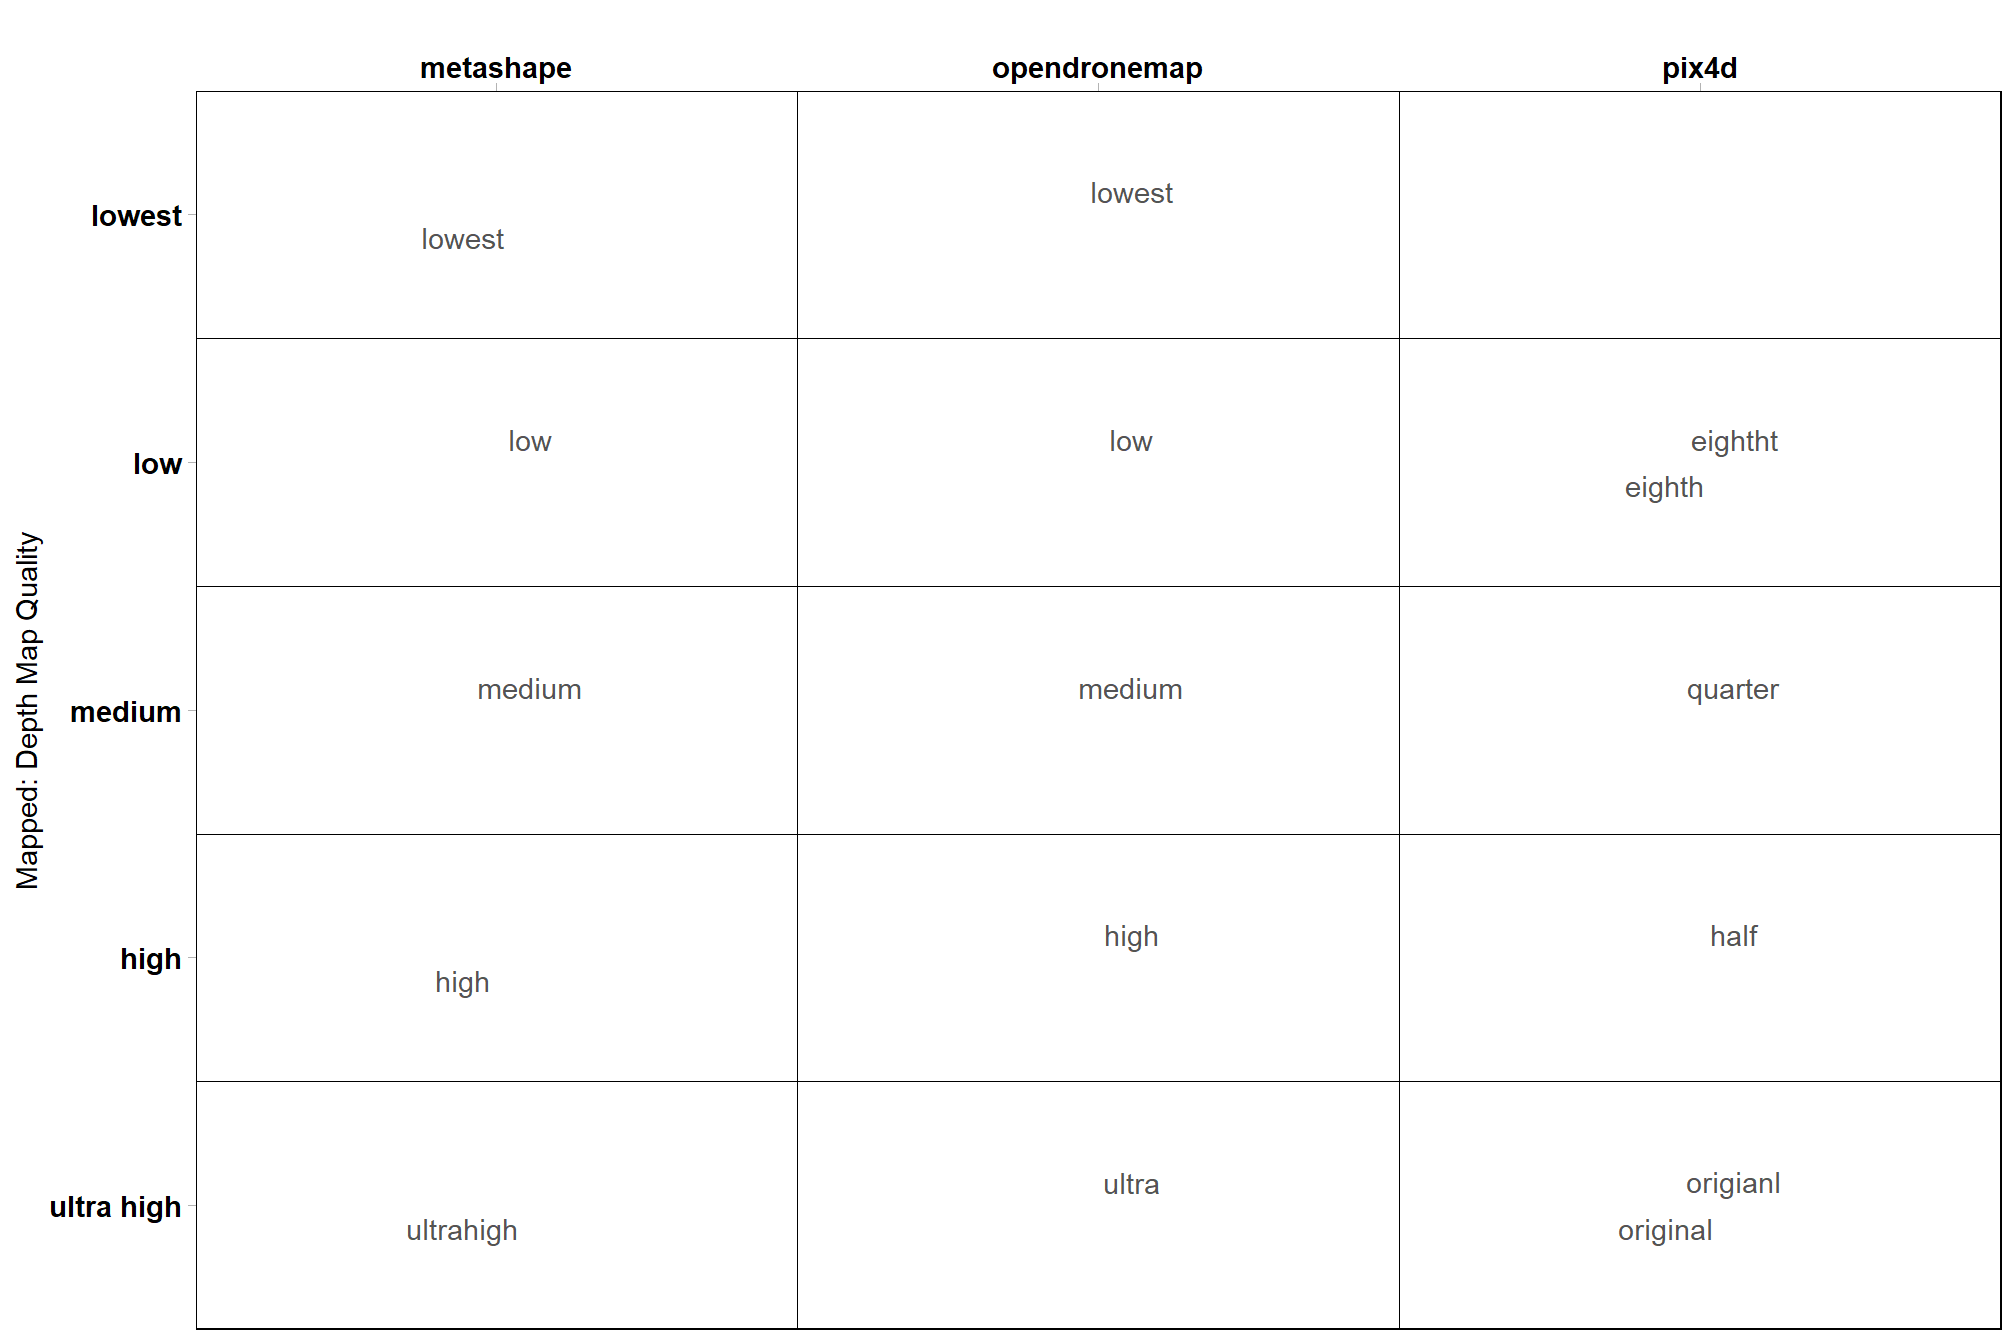 metashape opendronemap pix4d
Mapped: Depth Map Quality
lowest
lowest
lowest
low
low
low
eightht
eighth
medium
medium
medium
quarter
high
high
high
half
ultra high
ultrahigh
ultra
origianl
original